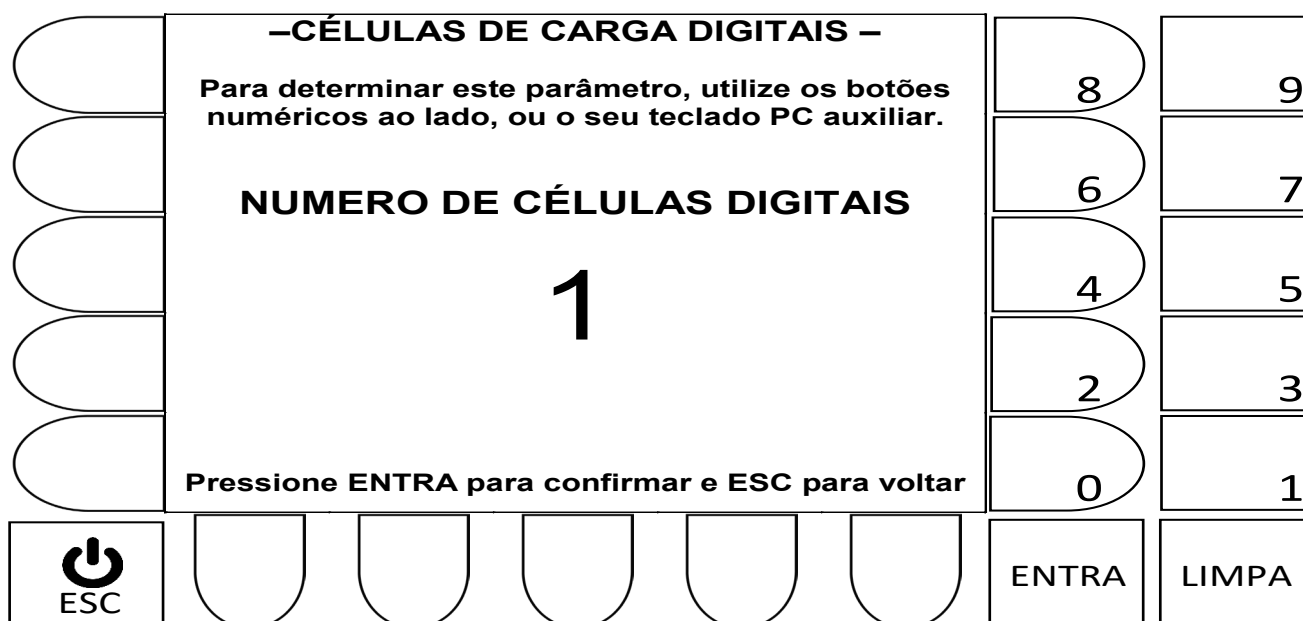 –CÉLULAS DE CARGA DIGITAIS –
Para determinar este parâmetro, utilize os botões
numéricos ao lado, ou o seu teclado PC auxiliar.
NUMERO DE CÉLULAS DIGITAIS
1
Pressione ENTRA para confirmar e ESC para voltar
8 9
6 7
4 5
2 3
0 1
ESC
ENTRA LIMPA